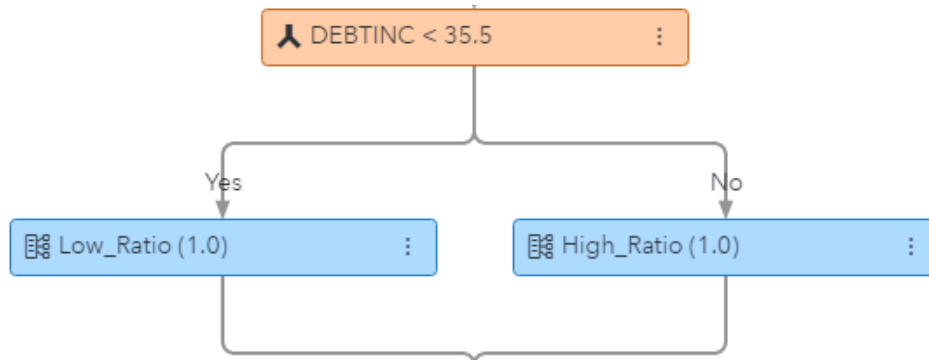 DEBTINC < 35.5
Yes
No
Low_Ratio (1.0)
High_Ratio (1.0)